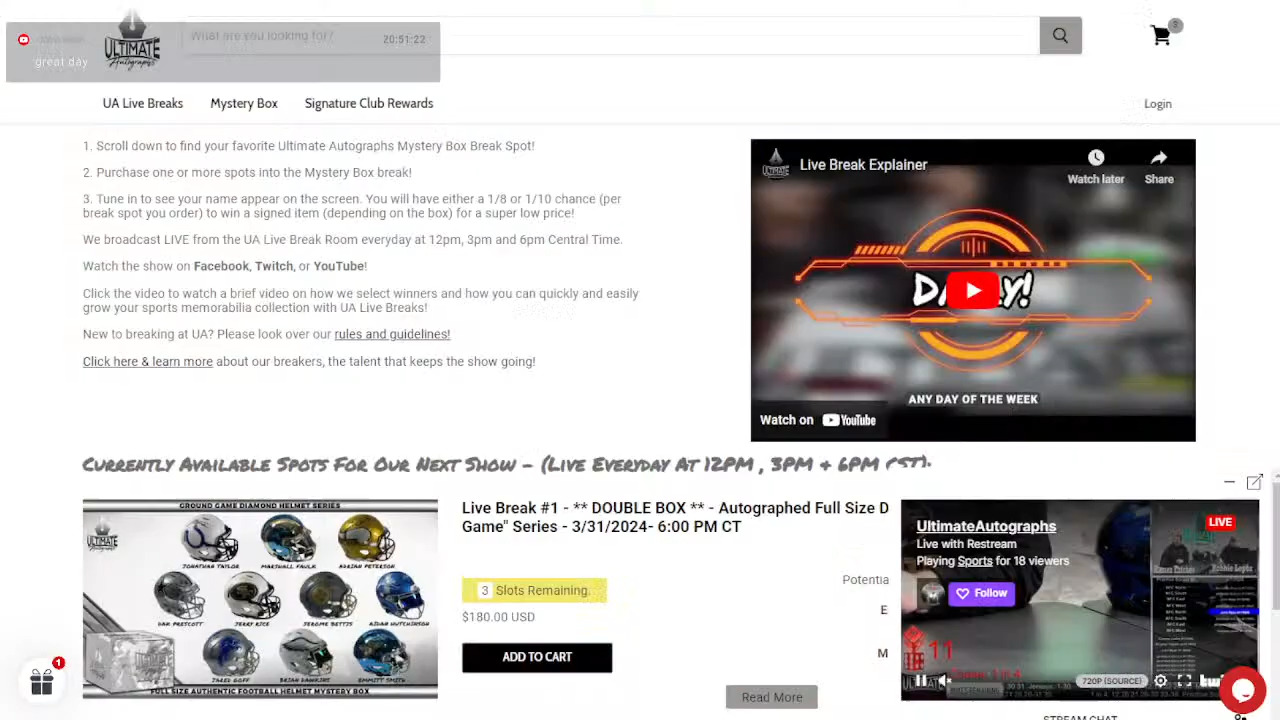 What are you looking for?
20:51:22
great day
ULTIMATE
Autographs
3
UA Live Breaks
Mystery Box
Signature Club Rewards
Login
1. Scroll down to find your favorite Ultimate Autographs Mystery Box Break Spot!
2. Purchase one or more spots into the Mystery Box break!
3. Tune in to see your name appear on the screen. You will have either a 1/8 or 1/10 chance (per
break spot you order) to win a signed item (depending on the box) for a super low price!
We broadcast LIVE from the UA Live Break Room everyday at 12pm, 3pm and 6pm Central Time.
Watch the show on Facebook, Twitch, or YouTube!
Click the video to watch a brief video on how we select winners and how you can quickly and easily
grow your sports memorabilia collection with UA Live Breaks!
New to breaking at UA? Please look over our rules and guidelines!
Click here & learn more about our breakers, the talent that keeps the show going!
Live Break Explainer
Watch later
Share
ANY DAY OF THE WEEK
Watch on YouTube
Currently Available Spots For Our Next Show - (Live Everyday At 12PM , 3PM & 6PM CST).
GROUND GAME DIAMOND HELMET SERIES
ULTIMATE
JONATHAN TAYLOR
MARSHALL FAULK
ADRIAN PETERSON
DAK PRESCOTT
JERRY RICE
JEROME BETTIS
AIDAN HUTCHINSON
JARED GOFF
BRIAN DAWKINS
EMMITT SMITH
FULL SIZE AUTHENTIC FOOTBALL HELMET MYSTERY BOX
Live Break #1 - ** DOUBLE BOX ** - Autographed Full Size D
Game" Series - 3/31/2024- 6:00 PM CT
3 Slots Remaining.
$180.00 USD
ADD TO CART
Potentia
E
M
Read More
UltimateAutographs
Live with Restream
Playing Sports for 18 viewers
Follow
LIVE
720P (SOURCE)
STREAM CHAT
1